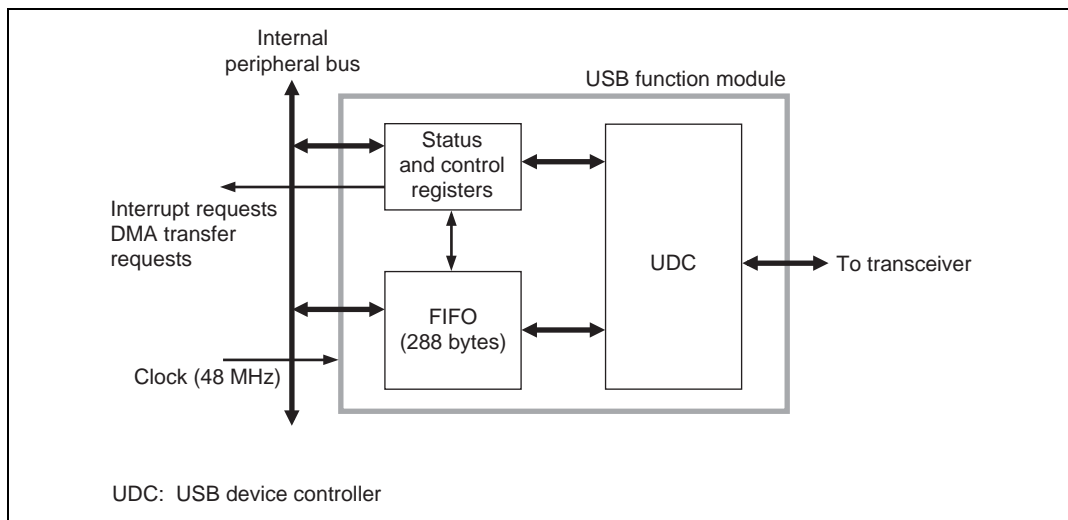 Internal
peripheral bus
USB function module
Status
and control
registers
Interrupt requests
DMA transfer
requests
UDC
To transceiver
FIFO
(288 bytes)
Clock (48 MHz)
UDC: USB device controller